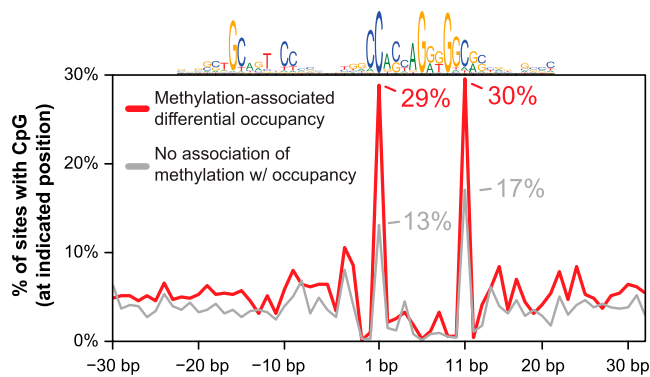 30%
20%
10%
0%
% of sites with CpG
(at indicated position)
Methylation-associated
differential occupancy
No association of
methylation w/ occupancy
29%
30%
13%
17%
−30 bp
−20 bp
−10 bp
1 bp
11 bp
20 bp
30 bp